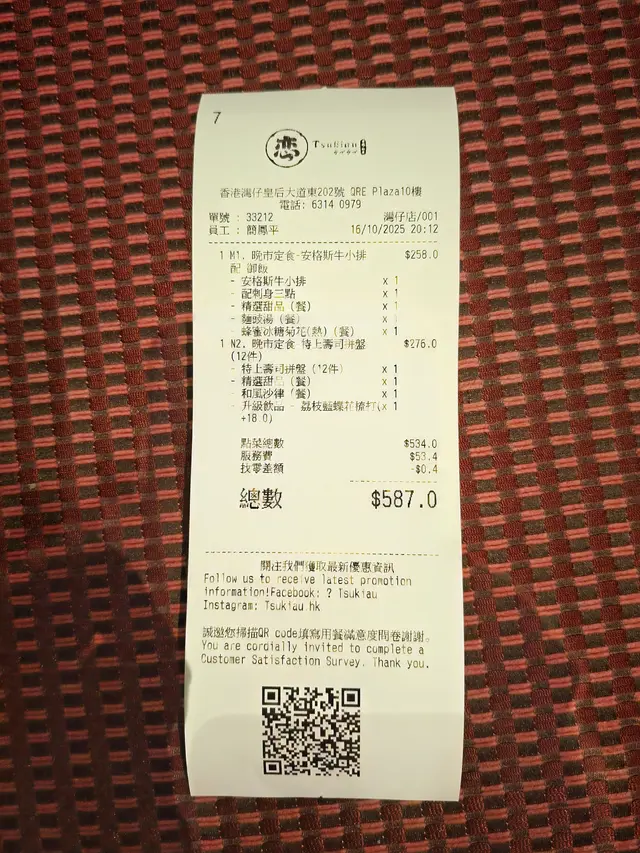 7
恋 Tsukiau
香港灣仔皇后大道東202號 QRE Plaza10樓
電話: 6314 0979
單號 : 33212 灣仔店/001
員工 : 簡鳳平 16/10/2025 20:12
1 M1. 晚市定食-安格斯牛小排 $258.0
配 御飯
- 安格斯牛小排 x 1
- 配刺身三點 x 1
- 精選甜品 (餐) x 1
- 麵豉湯 (餐) x
蜂蜜冰糖菊花(熱) (餐) x 1
1 N2. 晚市定食 特上壽司拼盤 $276.0
(12件)
- 特上壽司拼盤 (12件) x 1
- 精選甜品 (餐) x 1
- 和風沙律 (餐) x 1
- 升級飲品 - 荔枝藍蝶花梳打(x 1
+18.0)
點菜總數 $534.0
服務費 $53.4
找零差額 -$0.4
總數 $587.0
關注我們獲取最新優惠資訊
Follow us to receive latest promotion
information!Facebook: ? Tsukiau
Instagram: Tsukiau.hk
誠邀您掃描QR code填寫用餐滿意度問卷謝謝。
You are cordially invited to complete a
Customer Satisfaction Survey. Thank you.